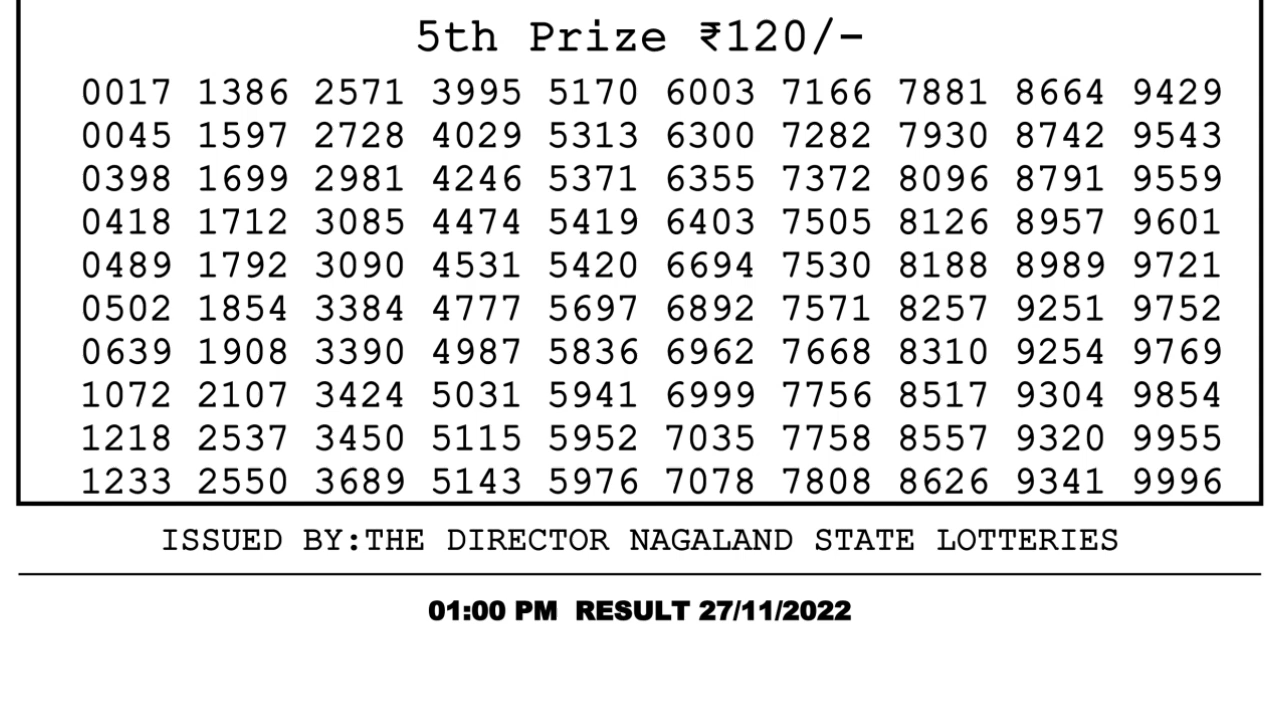 5th Prize ₹120/-
0017 1386 2571 3995 5170 6003 7166 7881 8664 9429
0045 1597 2728 4029 5313 6300 7282 7930 8742 9543
0398 1699 2981 4246 5371 6355 7372 8096 8791 9559
0418 1712 3085 4474 5419 6403 7505 8126 8957 9601
0489 1792 3090 4531 5420 6694 7530 8188 8989 9721
0502 1854 3384 4777 5697 6892 7571 8257 9251 9752
0639 1908 3390 4987 5836 6962 7668 8310 9254 9769
1072 2107 3424 5031 5941 6999 7756 8517 9304 9854
1218 2537 3450 5115 5952 7035 7758 8557 9320 9955
1233 2550 3689 5143 5976 7078 7808 8626 9341 9996
ISSUED BY:THE DIRECTOR NAGALAND STATE LOTTERIES
01:00 PM RESULT 27/11/2022